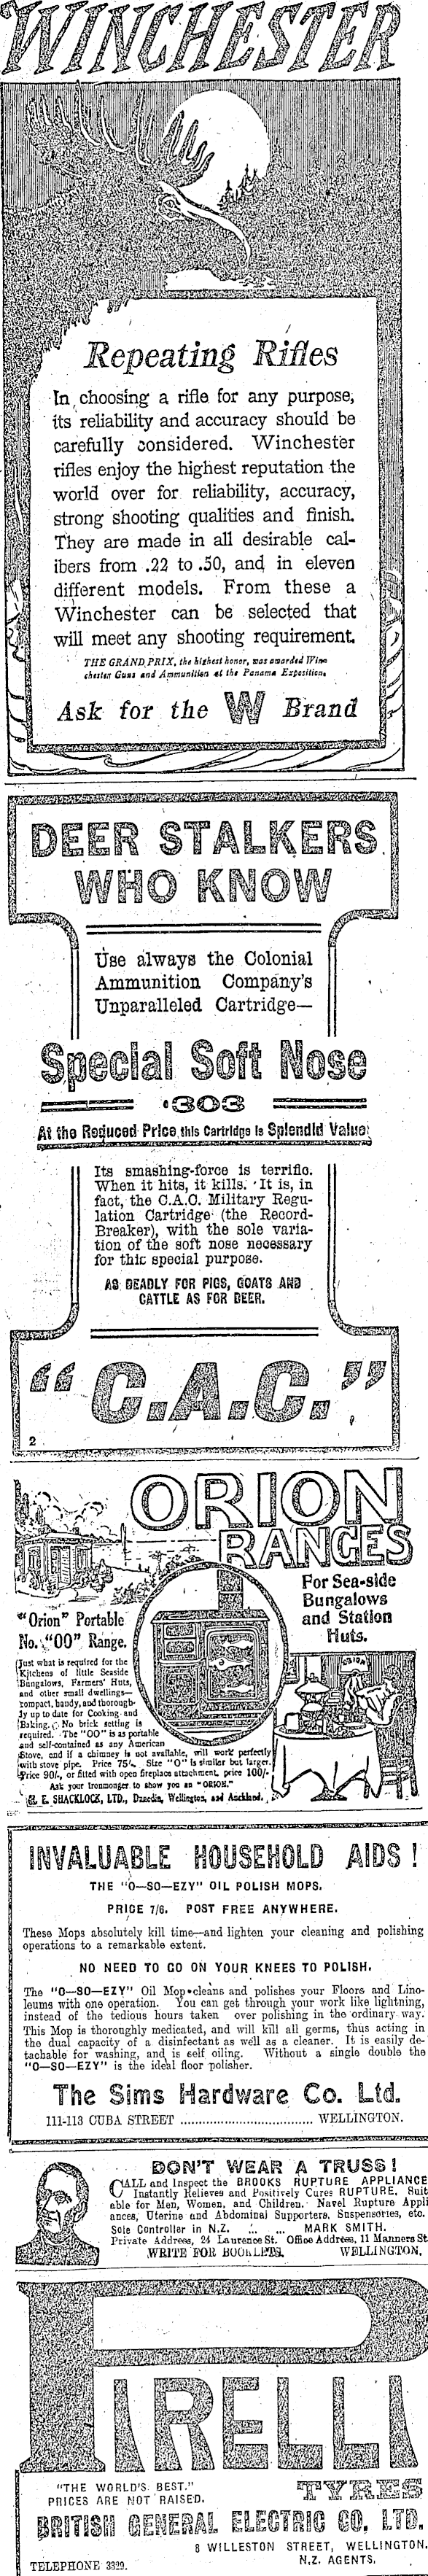 WINCHESTER
Repeating Rifles
In choosing a rifle for any purpose,
its reliability and accuracy should be
carefully considered. Winchester
rifles enjoy the highest reputation the
world over for reliability, accuracy,
strong shooting qualities and finish.
They are made in all desirable cal-
ibers from .22 to .50, and in eleven
different models. From these a
Winchester can be selected that
will meet any shooting requirement.
THE GRAND PRIX, the highest honor, was awarded Win-
chester Guns and Ammunition at the Panama Exposition.
Ask for the W Brand
DEER STALKERS
WHO KNOW
Use always the Colonial
Ammunition Company's
Unparalleled Cartridge—
Special Soft Nose
·303
At the Reduced Price this Cartridge is Splendid Value:
Its smashing-force is terrific.
When it hits, it kills. It is, in
fact, the C.A.C. Military Regu-
lation Cartridge (the Record-
Breaker), with the sole varia-
tion of the soft nose necessary
for this special purpose.
AS DEADLY FOR PIGS, GOATS AND
CATTLE AS FOR DEER.
"C.A.C."
2
ORION
RANGES
For Sea-side
Bungalows
and Station
Huts.
"Orion" Portable
No. "OO" Range.
Just what is required for the
Kitchens of little Seaside
Bungalows, Farmers' Huts,
and other small dwellings—
compact, handy, and thorough-
ly up to date for Cooking and
Baking. No brick setting is
required. The "OO" is as portable
and self-contained as any American
Stove, and if a chimney is not available, will work perfectly
with stove pipe. Price 75/-. Size "O" is similar but larger
Price 90/-, or fitted with open fireplace attachment, price 100/-
Ask your Ironmonger to show you an "ORION."
H. E. SHACKLOCK, LTD., Dunedin, Wellington, and Auckland.
ORION
INVALUABLE HOUSEHOLD AIDS!
THE "O—SO—EZY" OIL POLISH MOPS.
PRICE 7/6. POST FREE ANYWHERE.
These Mops absolutely kill time—and lighten your cleaning and polishing
operations to a remarkable extent.
NO NEED TO GO ON YOUR KNEES TO POLISH.
The "O—SO—EZY" Oil Mop cleans and polishes your Floors and Lino-
leums with one operation. You can get through your work like lightning,
instead of the tedious hours taken over polishing in the ordinary way.
This Mop is thoroughly medicated, and will kill all germs, thus acting in
the dual capacity of a disinfectant as well as a cleaner. It is easily de-
tachable for washing, and is self oiling. Without a single double the
"O—SO—EZY" is the ideal floor polisher.
The Sims Hardware Co. Ltd.
111-113 CUBA STREET .................................... WELLINGTON.
DON'T WEAR A TRUSS!
CALL and Inspect the BROOKS RUPTURE APPLIANCE
Instantly Relieves and Positively Cures RUPTURE. Suit
able for Men, Women, and Children. Navel Rupture Appli
ances, Uterine and Abdominal Supporters, Suspensories, etc.
Sole Controller in N.Z. ... ... MARK SMITH.
Private Address, 24 Laurence St. Office Address, 11 Manners St
WRITE FOR BOOKLETS. WELLINGTON.
PIRELLI
"THE WORLD'S BEST."
PRICES ARE NOT RAISED.
TYRES
BRITISH GENERAL ELECTRIC CO. LTD.
8 WILLESTON STREET, WELLINGTON.
N.Z. AGENTS.
TELEPHONE 3329.